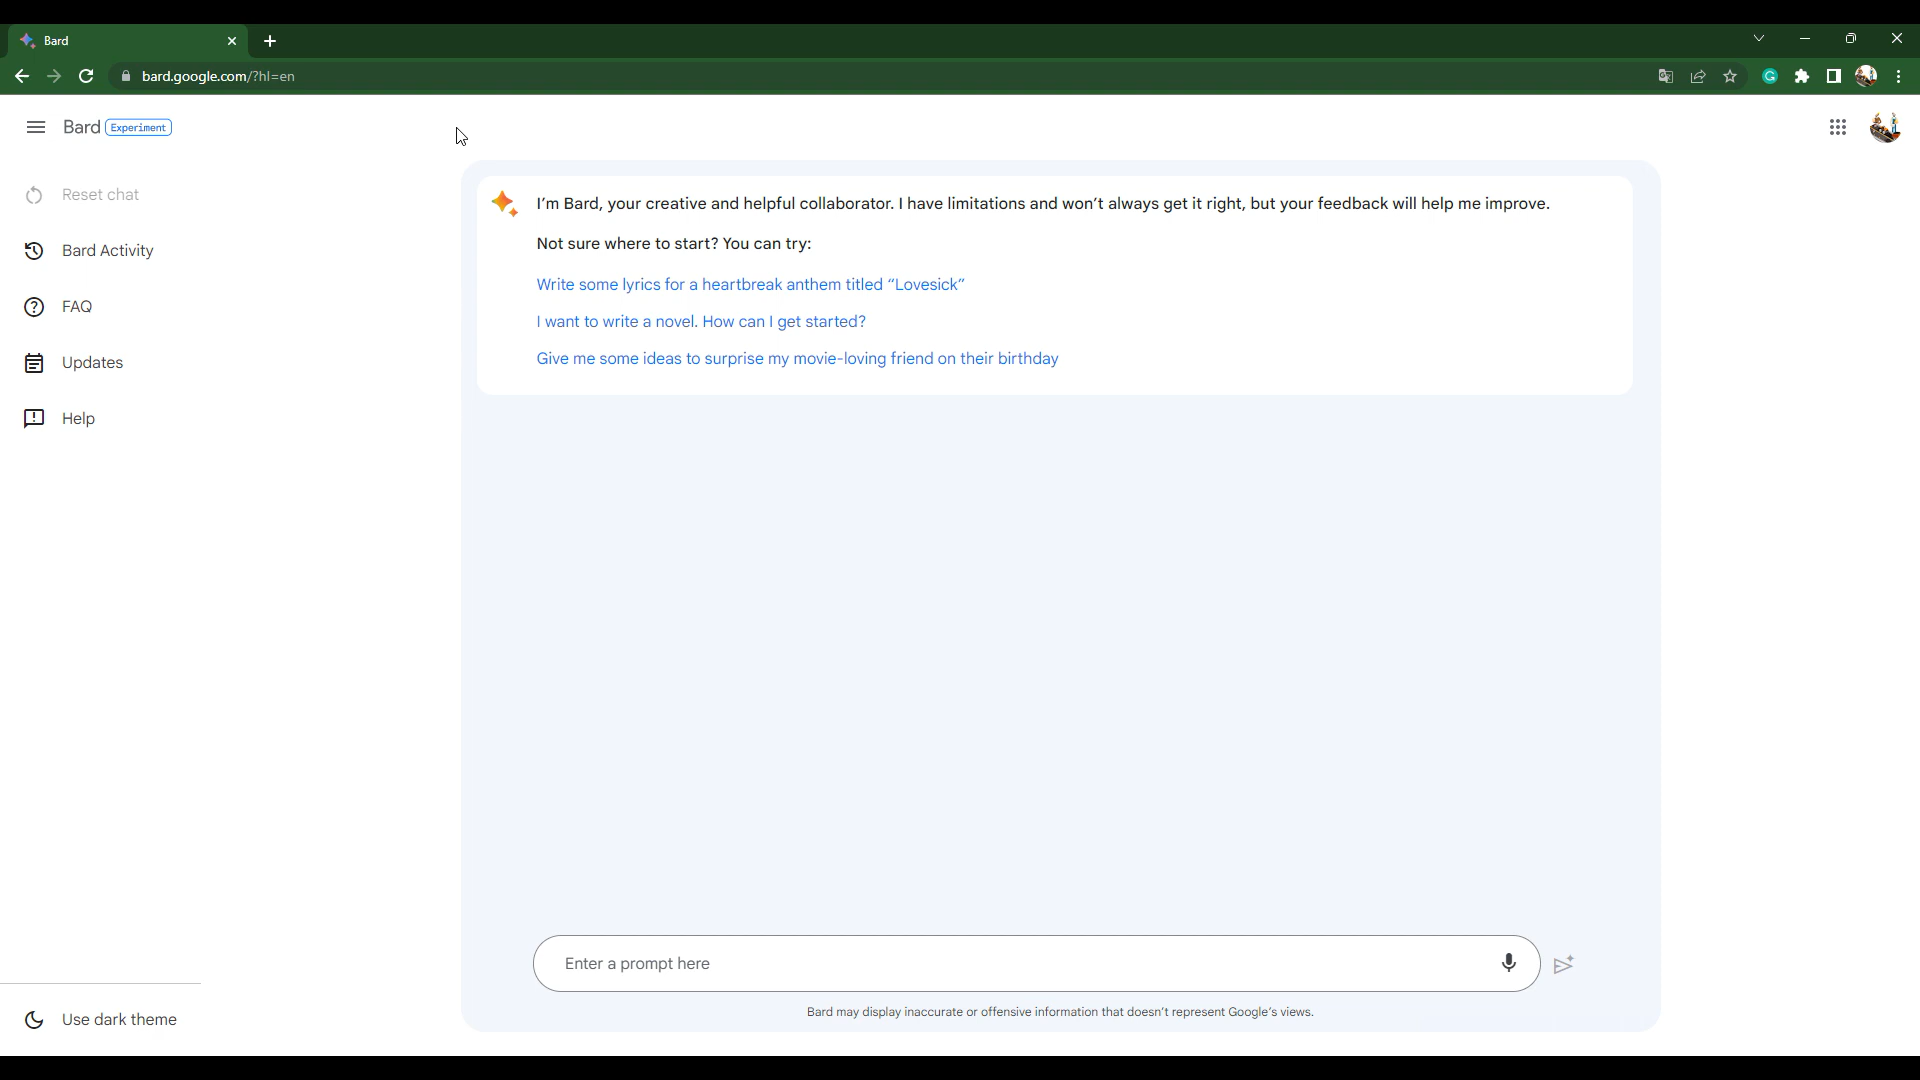 Bard
bard.google.com/?hl=en
Bard Experiment
Reset chat
Bard Activity
FAQ
Updates
Help
I'm Bard, your creative and helpful collaborator. I have limitations and won't always get it right, but your feedback will help me improve.
Not sure where to start? You can try:
Write some lyrics for a heartbreak anthem titled “Lovesick”
I want to write a novel. How can I get started?
Give me some ideas to surprise my movie-loving friend on their birthday
Enter a prompt here
Bard may display inaccurate or offensive information that doesn't represent Google's views.
Use dark theme